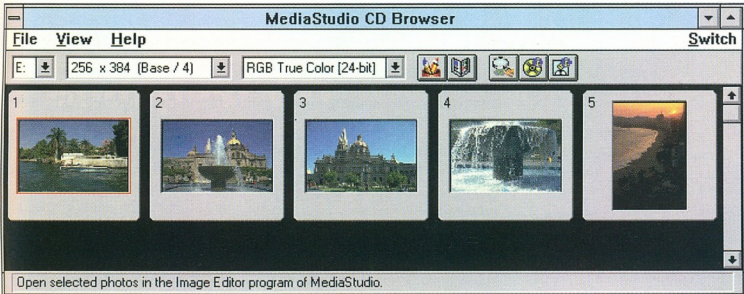 MediaStudio CD Browser
File View Help Switch
E: 256 x 384 (Base / 4) RGB True Color [24-bit]
1 2 3 4 5
Open selected photos in the Image Editor program of MediaStudio.